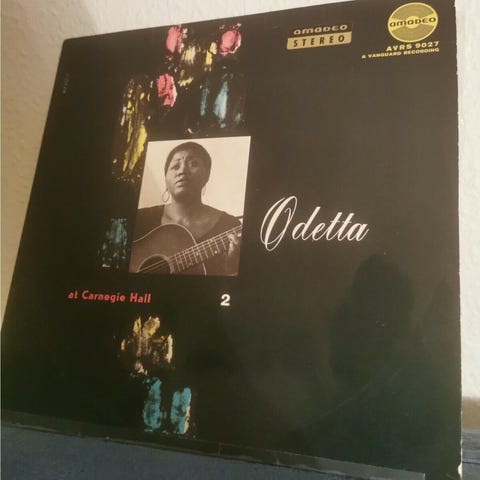 amadeo
STEREO
AMADEO
AVRS 9027
A VANGUARD RECORDING
Odetta
at Carnegie Hall
2